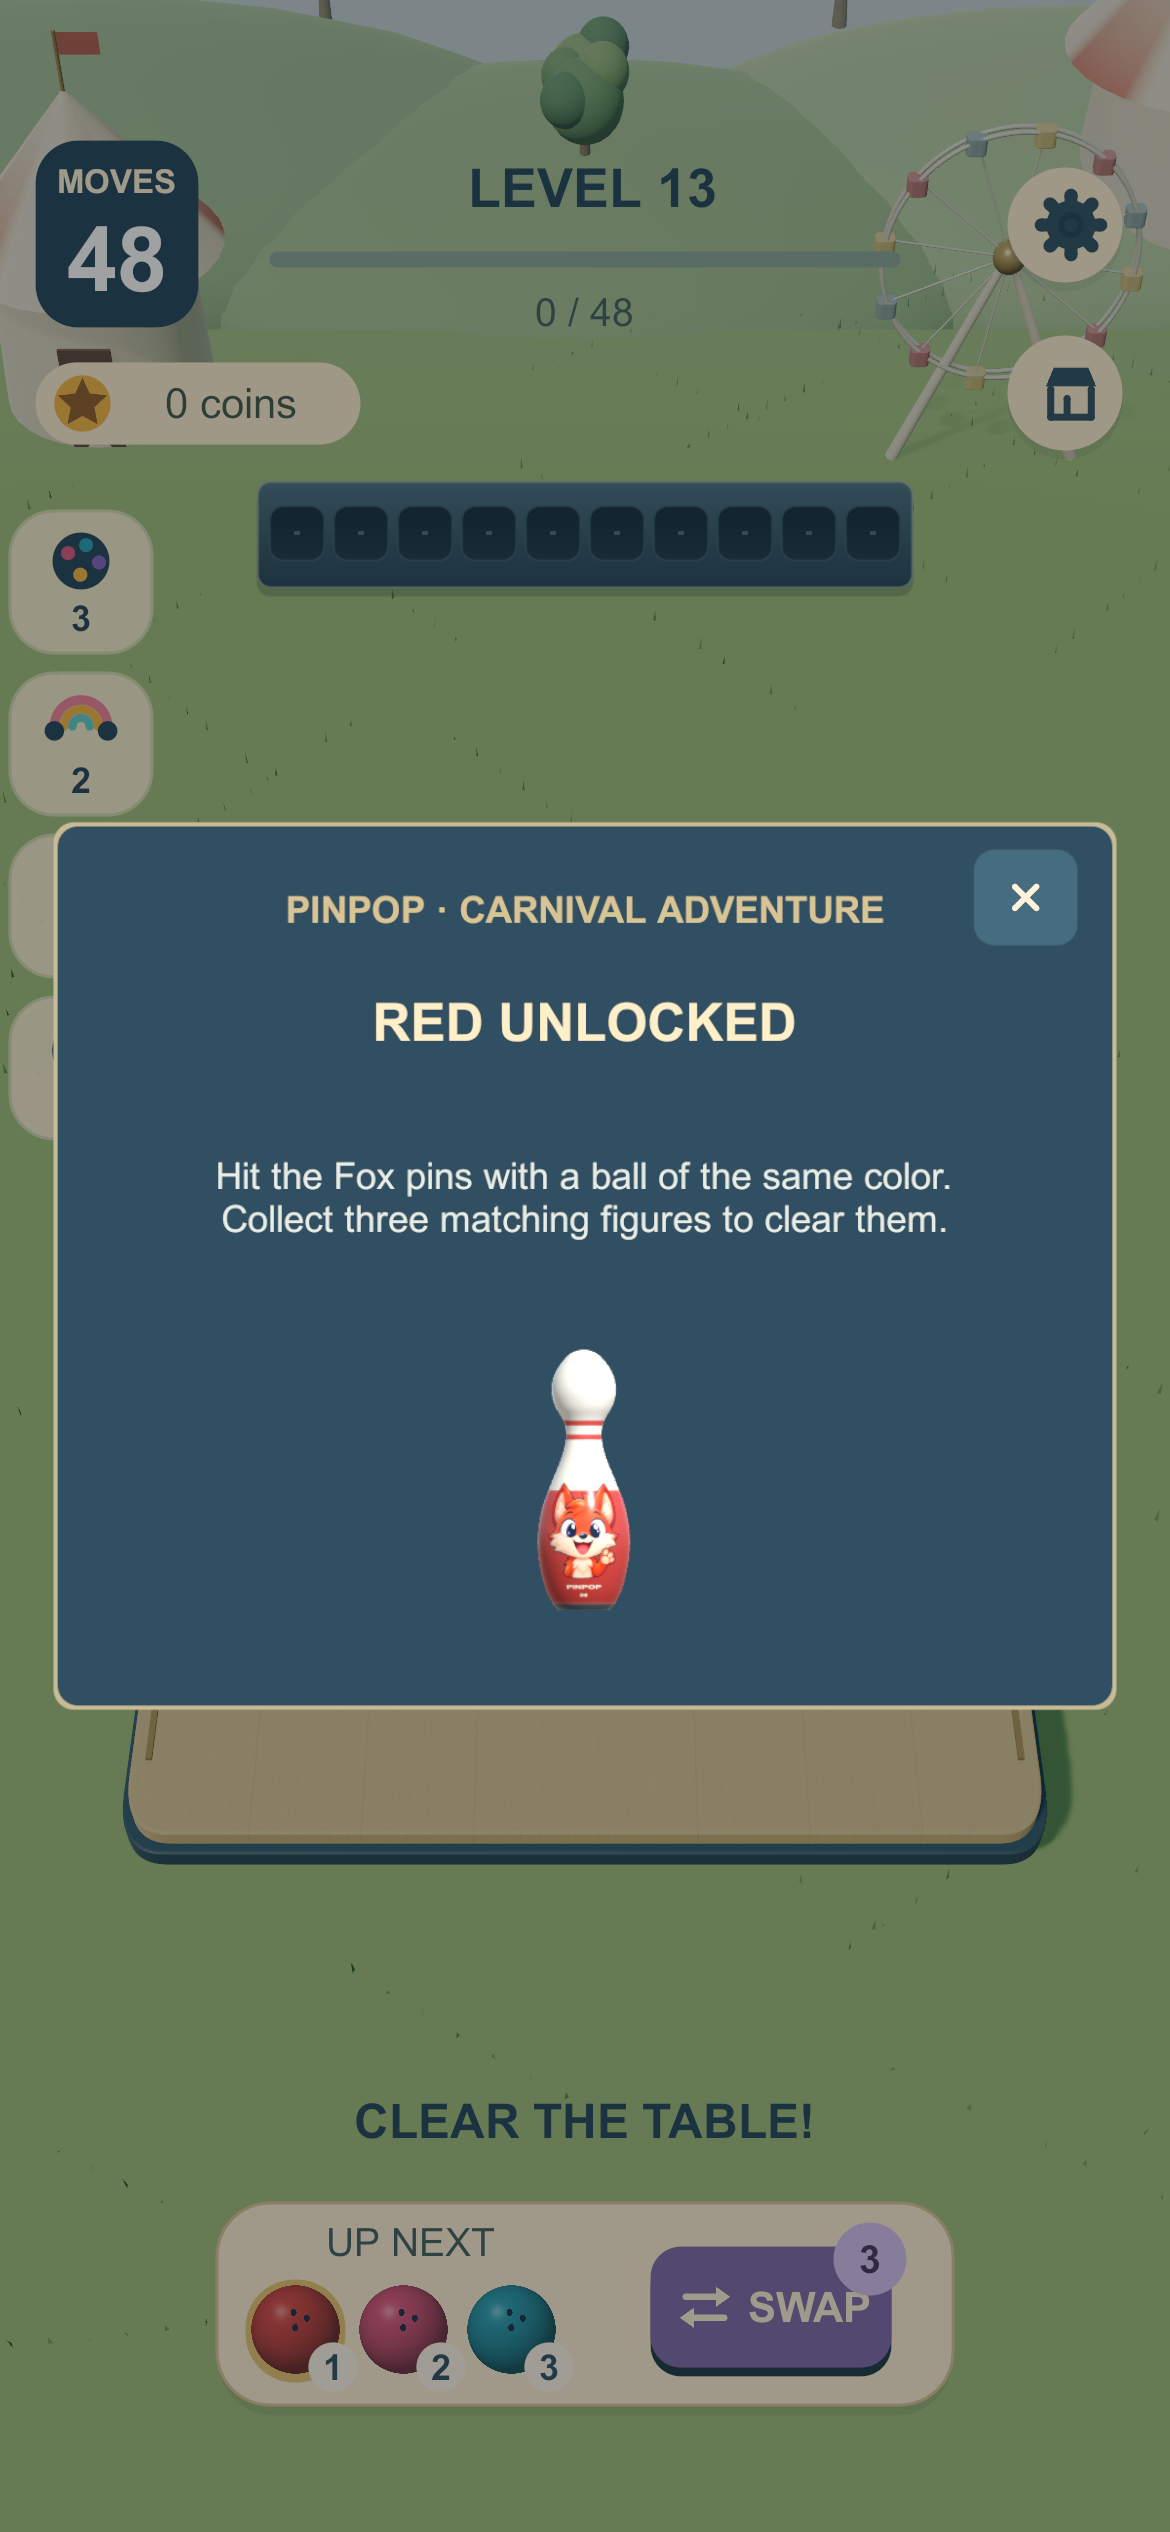 MOVES
48
LEVEL 13
0 / 48
0 coins
3
2
PINPOP · CARNIVAL ADVENTURE
RED UNLOCKED
Hit the Fox pins with a ball of the same color.
Collect three matching figures to clear them.
PINPOP
CLEAR THE TABLE!
UP NEXT
1
2
3
SWAP
3